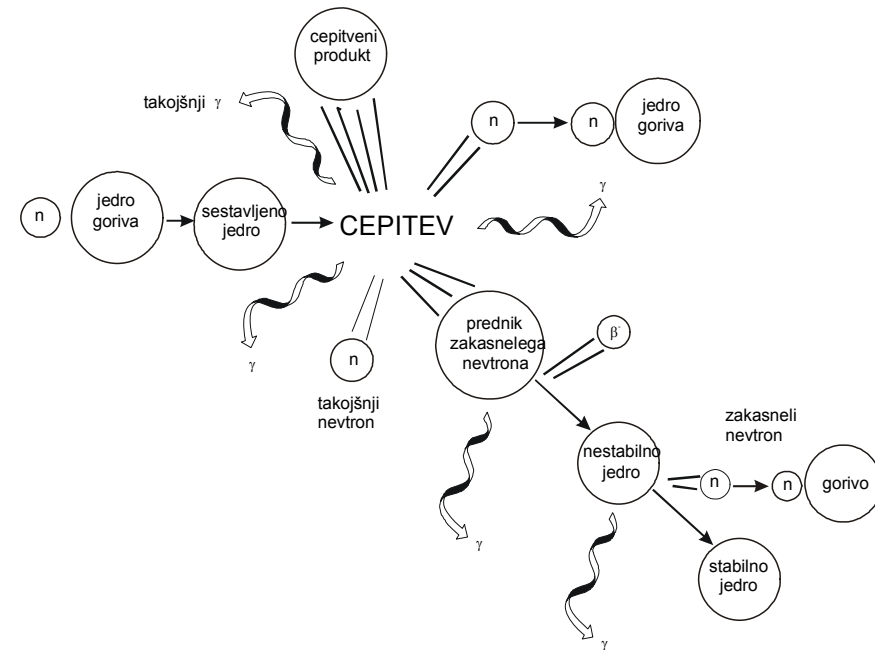 cepitveni
produkt
takojšnji γ
n
n
jedro
goriva
γ
n
jedro
goriva
sestavljeno
jedro
CEPITEV
γ
n
takojšnji
nevtron
prednik
zakasnelega
nevtrona
β-
γ
nestabilno
jedro
zakasneli
nevtron
n
n
gorivo
stabilno
jedro
γ